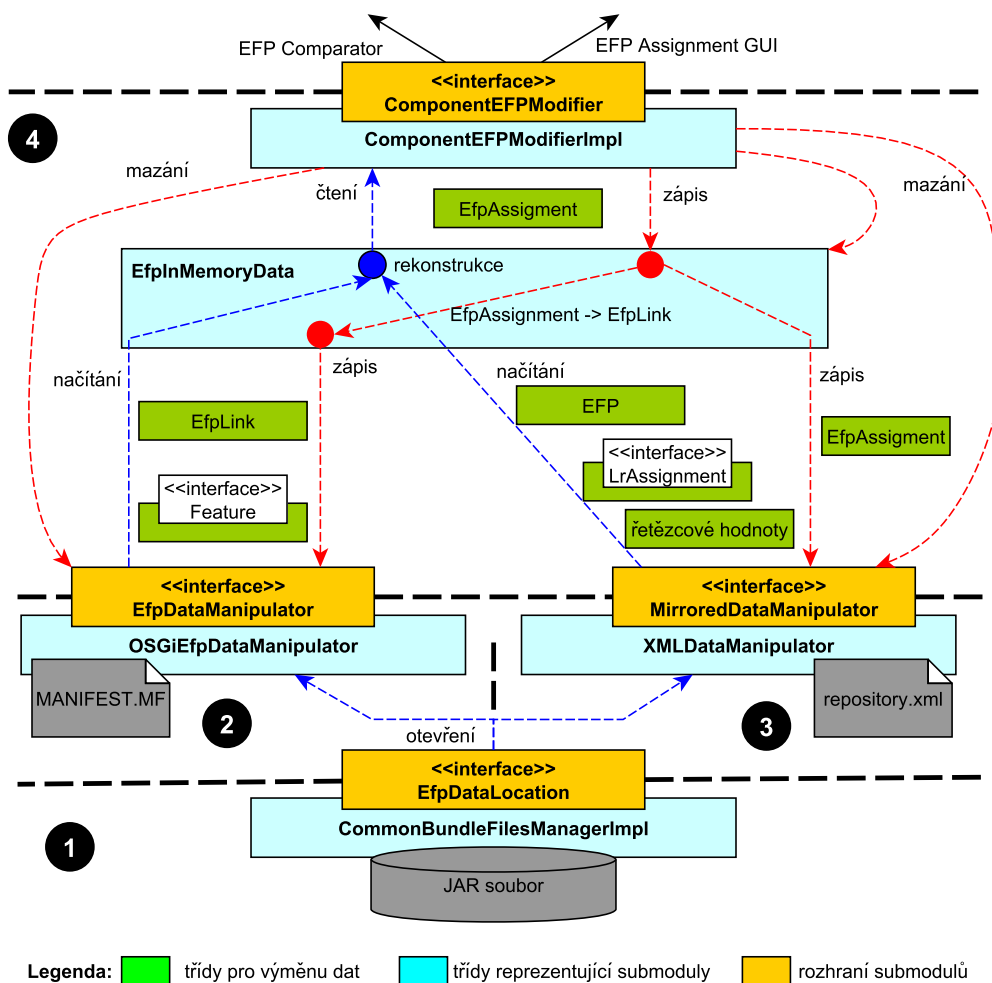 EFP Comparator
EFP Assignment GUI
<<interface>>
ComponentEFPModifier
4
ComponentEFPModifierImpl
mazání
čtení
EfpAssigment
zápis
mazání
EfpInMemoryData
rekonstrukce
EfpAssignment -> EfpLink
načítání
zápis
načítání
zápis
EfpLink
EFP
EfpAssigment
<<interface>>
LrAssignment
<<interface>>
Feature
řetězcové hodnoty
<<interface>>
EfpDataManipulator
<<interface>>
MirroredDataManipulator
OSGiEfpDataManipulator
XMLDataManipulator
MANIFEST.MF
repository.xml
2
3
otevření
<<interface>>
EfpDataLocation
1
CommonBundleFilesManagerImpl
JAR soubor
Legenda:
třídy pro výměnu dat
třídy reprezentující submoduly
rozhraní submodulů